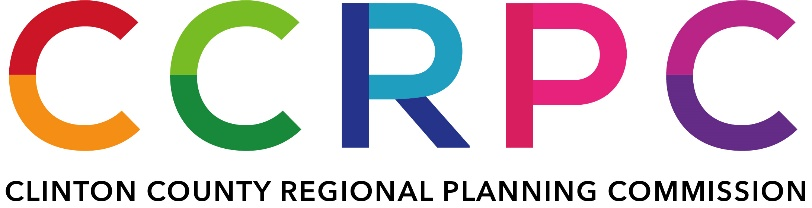 CCRPC
CLINTON COUNTY REGIONAL PLANNING COMMISSION